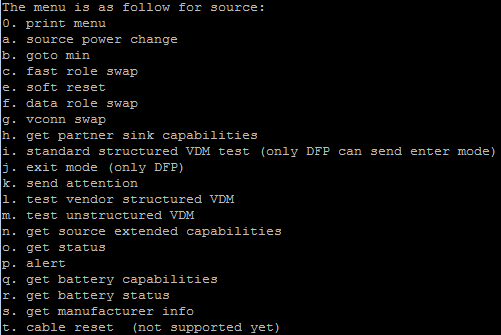 The menu is as follow for source:
0. print menu
a. source power change
b. goto min
c. fast role swap
e. soft reset
f. data role swap
g. vconn swap
h. get partner sink capabilities
i. standard structured VDM test (only DFP can send enter mode)
j. exit mode (only DFP)
k. send attention
l. test vendor structured VDM
m. test unstructured VDM
n. get source extended capabilities
o. get status
p. alert
q. get battery capabilities
r. get battery status
s. get manufacturer info
t. cable reset  (not supported yet)